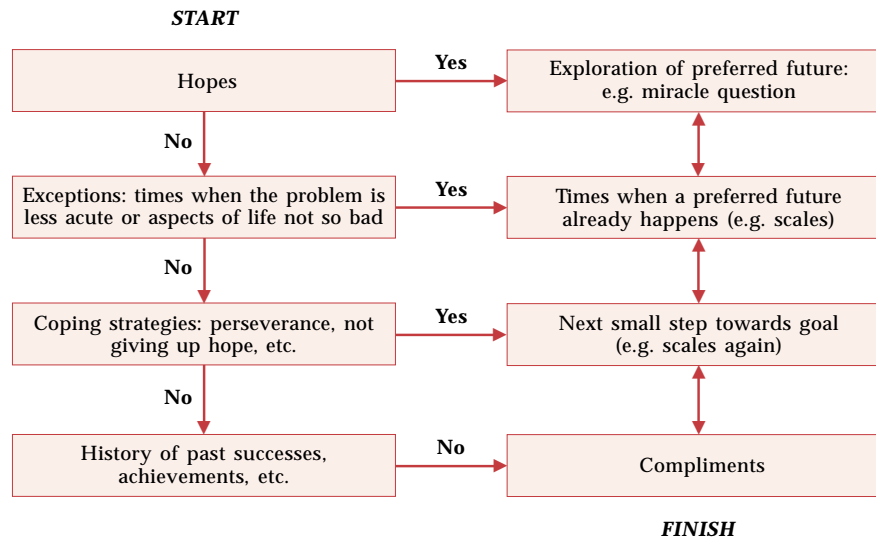 START
Hopes
Yes
Exploration of preferred future:
e.g. miracle question
No
Exceptions: times when the problem is
less acute or aspects of life not so bad
Yes
Times when a preferred future
already happens (e.g. scales)
No
Coping strategies: perseverance, not
giving up hope, etc.
Yes
Next small step towards goal
(e.g. scales again)
No
History of past successes,
achievements, etc.
No
Compliments
FINISH